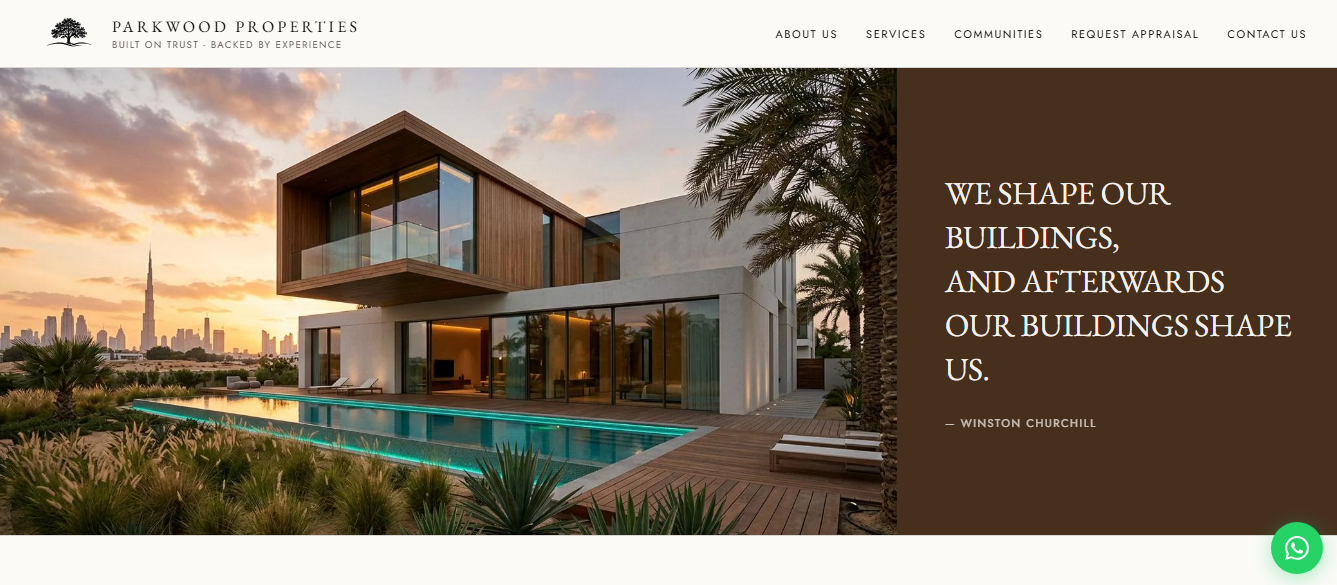 PARKWOOD PROPERTIES
BUILT ON TRUST - BACKED BY EXPERIENCE
ABOUT US SERVICES COMMUNITIES REQUEST APPRAISAL CONTACT US
WE SHAPE OUR
BUILDINGS,
AND AFTERWARDS
OUR BUILDINGS SHAPE
US.
— WINSTON CHURCHILL